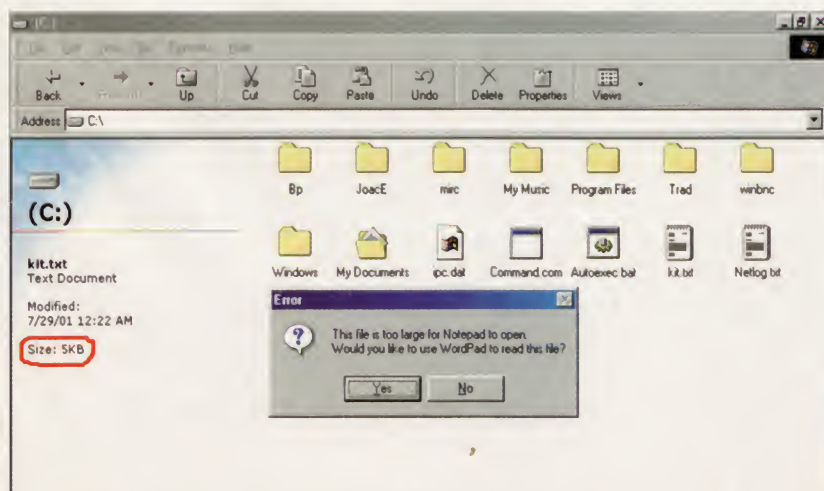 (C:)
Back
Up
Cut
Copy
Paste
Undo
Delete
Properties
Views
Address C:\
Bp
JoacE
mirc
My Music
Program Files
Trad
winbnc
(C:)
Windows
My Documents
ipc.dat
Command.com
Autoexec.bat
kit.txt
Netlog.txt
kit.txt
Text Document
Modified:
7/29/01 12:22 AM
Size: 5KB
Error
This file is too large for Notepad to open.
Would you like to use WordPad to read this file?
Yes
No